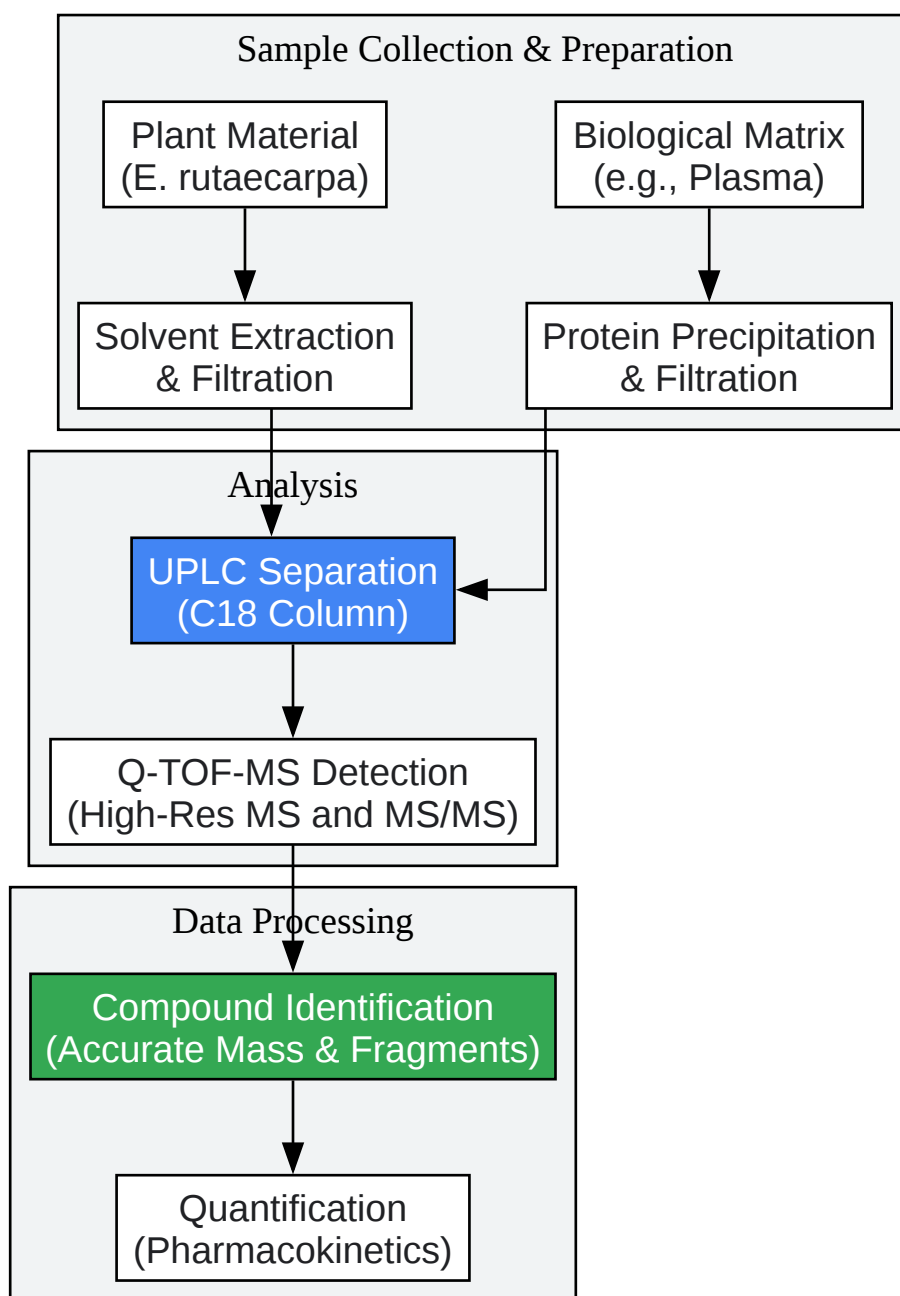 Sample Collection & Preparation
Plant Material
(E. rutaecarpa)
Biological Matrix
(e.g., Plasma)
Solvent Extraction
& Filtration
Protein Precipitation
& Filtration
Analysis
UPLC Separation
(C18 Column)
Q-TOF-MS Detection
(High-Res MS and MS/MS)
Data Processing
Compound Identification
(Accurate Mass & Fragments)
Quantification
(Pharmacokinetics)